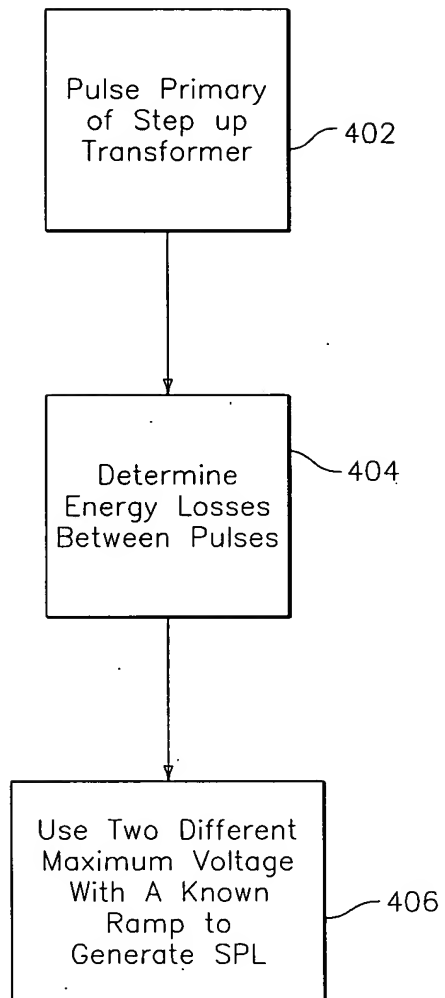 Pulse Primary
of Step up
Transformer
402
Determine
Energy Losses
Between Pulses
404
Use Two Different
Maximum Voltage
With A Known
Ramp to
Generate SPL
406